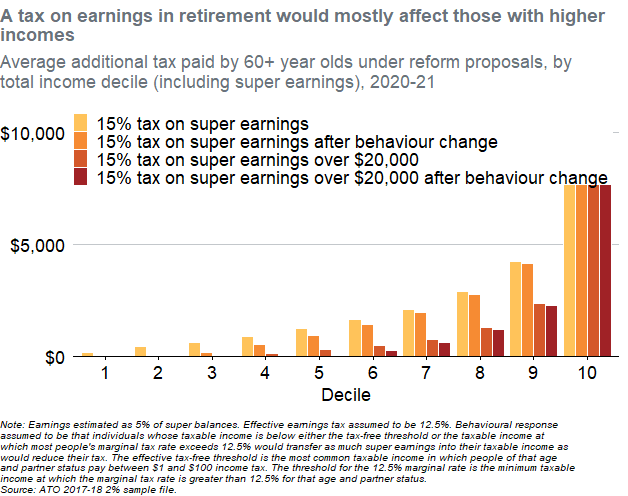 A tax on earnings in retirement would mostly affect those with higher
incomes
Average additional tax paid by 60+ year olds under reform proposals, by
total income decile (including super earnings), 2020-21
$10,000
15% tax on super earnings
15% tax on super earnings after behaviour change
15% tax on super earnings over $20,000
15% tax on super earnings over $20,000 after behaviour change
$5,000
$0
1 2 3 4 5 6 7 8 9 10
Decile
Note: Earnings estimated as 5% of super balances. Effective earnings tax assumed to be 12.5%. Behavioural response
assumed to be that individuals whose taxable income is below either the tax-free threshold or the taxable income at
which most people's marginal tax rate exceeds 12.5% would transfer as much super earnings into their taxable income as
would reduce their tax. The effective tax-free threshold is the most common taxable income in which people of that age
and partner status pay between $1 and $100 income tax. The threshold for the 12.5% marginal rate is the minimum taxable
income at which the marginal tax rate is greater than 12.5% for that age and partner status.
Source: ATO 2017-18 2% sample file.